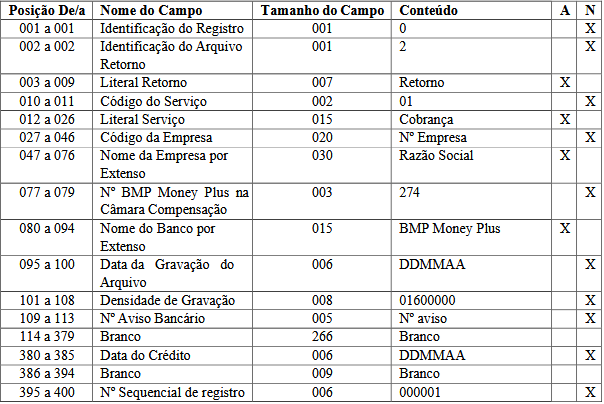 Posição De/a Nome do Campo Tamanho do Campo Conteúdo A N
001 a 001 Identificação do Registro 001 0 X
002 a 002 Identificação do Arquivo 001 2 X
Retorno
003 a 009 Literal Retorno 007 Retorno X
010 a 011 Código do Serviço 002 01 X
012 a 026 Literal Serviço 015 Cobrança X
027 a 046 Código da Empresa 020 Nº Empresa X
047 a 076 Nome da Empresa por 030 Razão Social X
Extenso
077 a 079 Nº BMP Money Plus na 003 274 X
Câmara Compensação
080 a 094 Nome do Banco por 015 BMP Money Plus X
Extenso
095 a 100 Data da Gravação do 006 DDMMAA X
Arquivo
101 a 108 Densidade de Gravação 008 01600000 X
109 a 113 Nº Aviso Bancário 005 Nº aviso X
114 a 379 Branco 266 Branco
380 a 385 Data do Crédito 006 DDMMAA X
386 a 394 Branco 009 Branco
395 a 400 Nº Sequencial de registro 006 000001 X